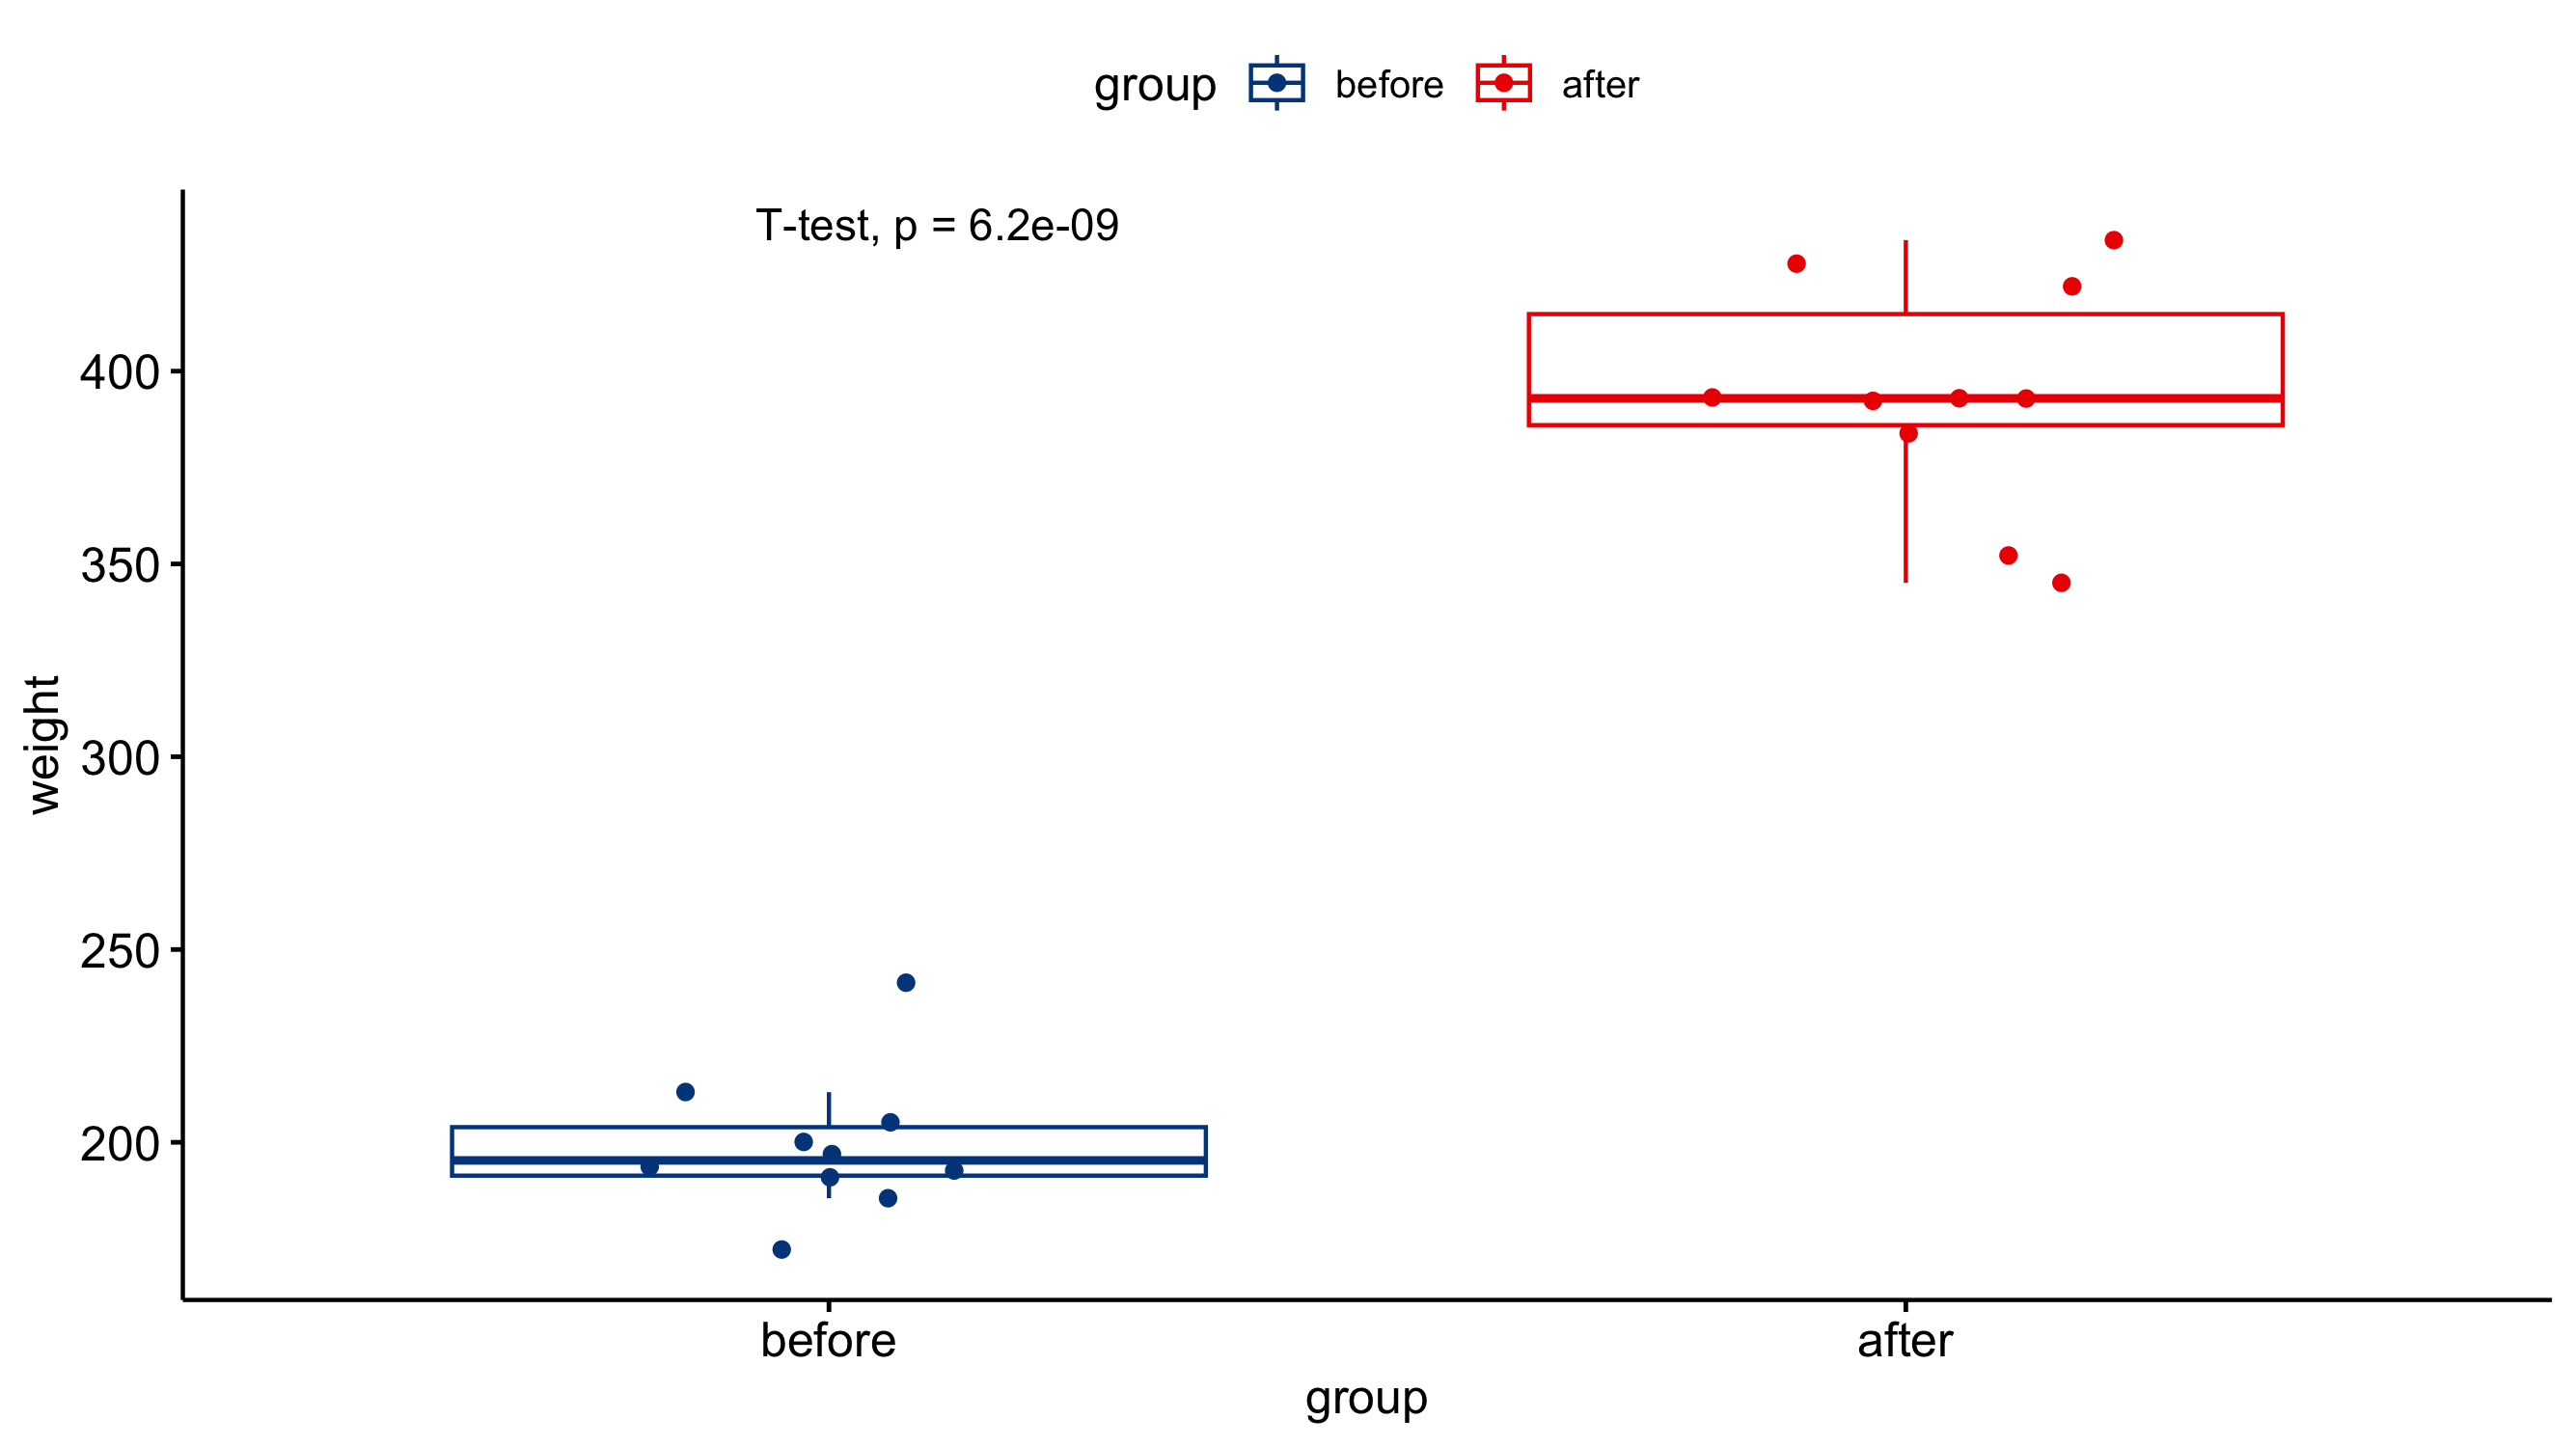 group before after
T-test, p = 6.2e-09
400
350
300
250
200
weight
before after
group